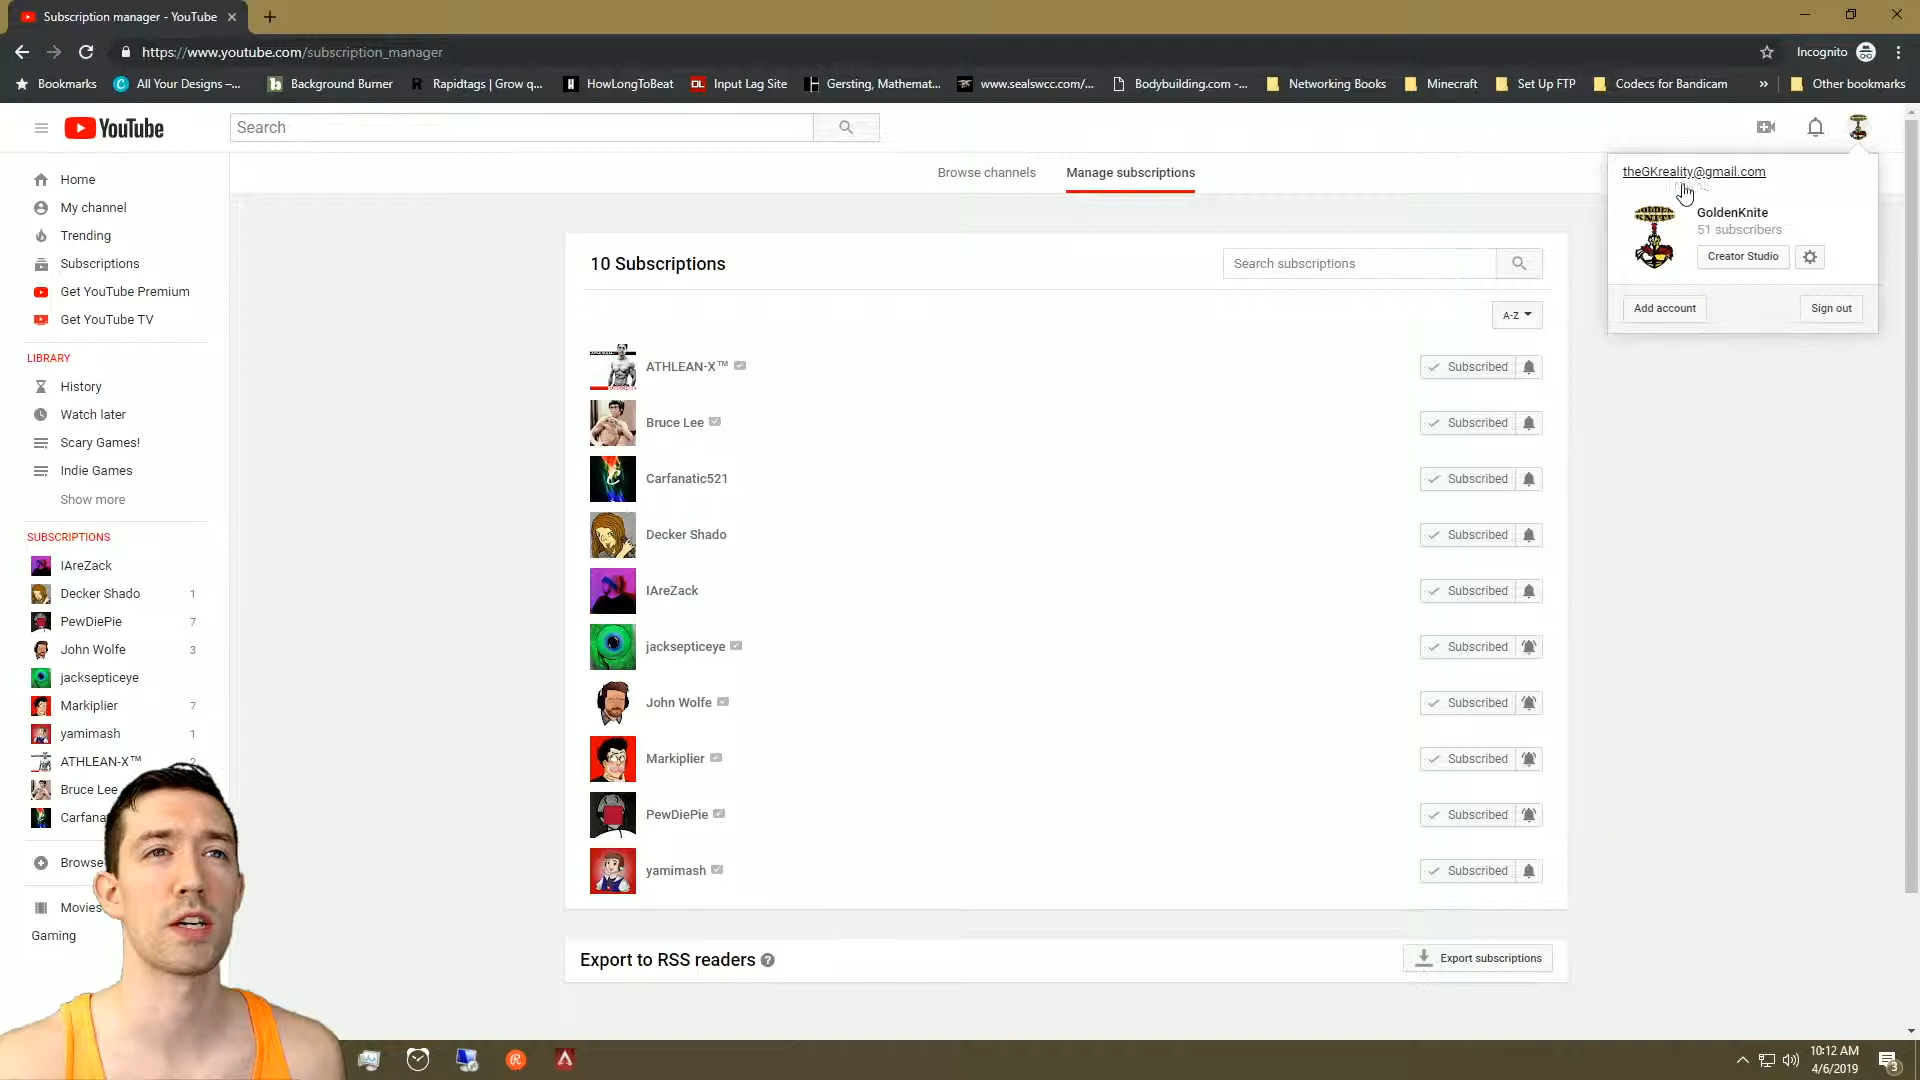 Subscription manager - YouTube
https://www.youtube.com/subscription_manager
Incognito
Bookmarks
All Your Designs –...
Background Burner
Rapidtags | Grow q...
HowLongToBeat
Input Lag Site
Gersting, Mathemat...
www.sealswcc.com/...
Bodybuilding.com -...
Networking Books
Minecraft
Set Up FTP
Codecs for Bandicam
»
Other bookmarks
YouTube
Search
Home
My channel
Trending
Subscriptions
Get YouTube Premium
Get YouTube TV
LIBRARY
History
Watch later
Scary Games!
Indie Games
Show more
SUBSCRIPTIONS
IAreZack
Decker Shado 1
PewDiePie 7
John Wolfe 3
jacksepticeye
Markiplier 7
yamimash 1
ATHLEAN-X™ 2
Bruce Lee
Carfana
Browse
Movies
Gaming
Browse channels
Manage subscriptions
10 Subscriptions
Search subscriptions
A-Z
ATHLEAN-X™ Subscribed
Bruce Lee Subscribed
Carfanatic521 Subscribed
Decker Shado Subscribed
IAreZack Subscribed
jacksepticeye Subscribed
John Wolfe Subscribed
Markiplier Subscribed
PewDiePie Subscribed
yamimash Subscribed
Export to RSS readers ?
Export subscriptions
theGKreality@gmail.com
GOLDEN
KNITE
GoldenKnite
51 subscribers
Creator Studio
Add account
Sign out
10:12 AM
4/6/2019
3